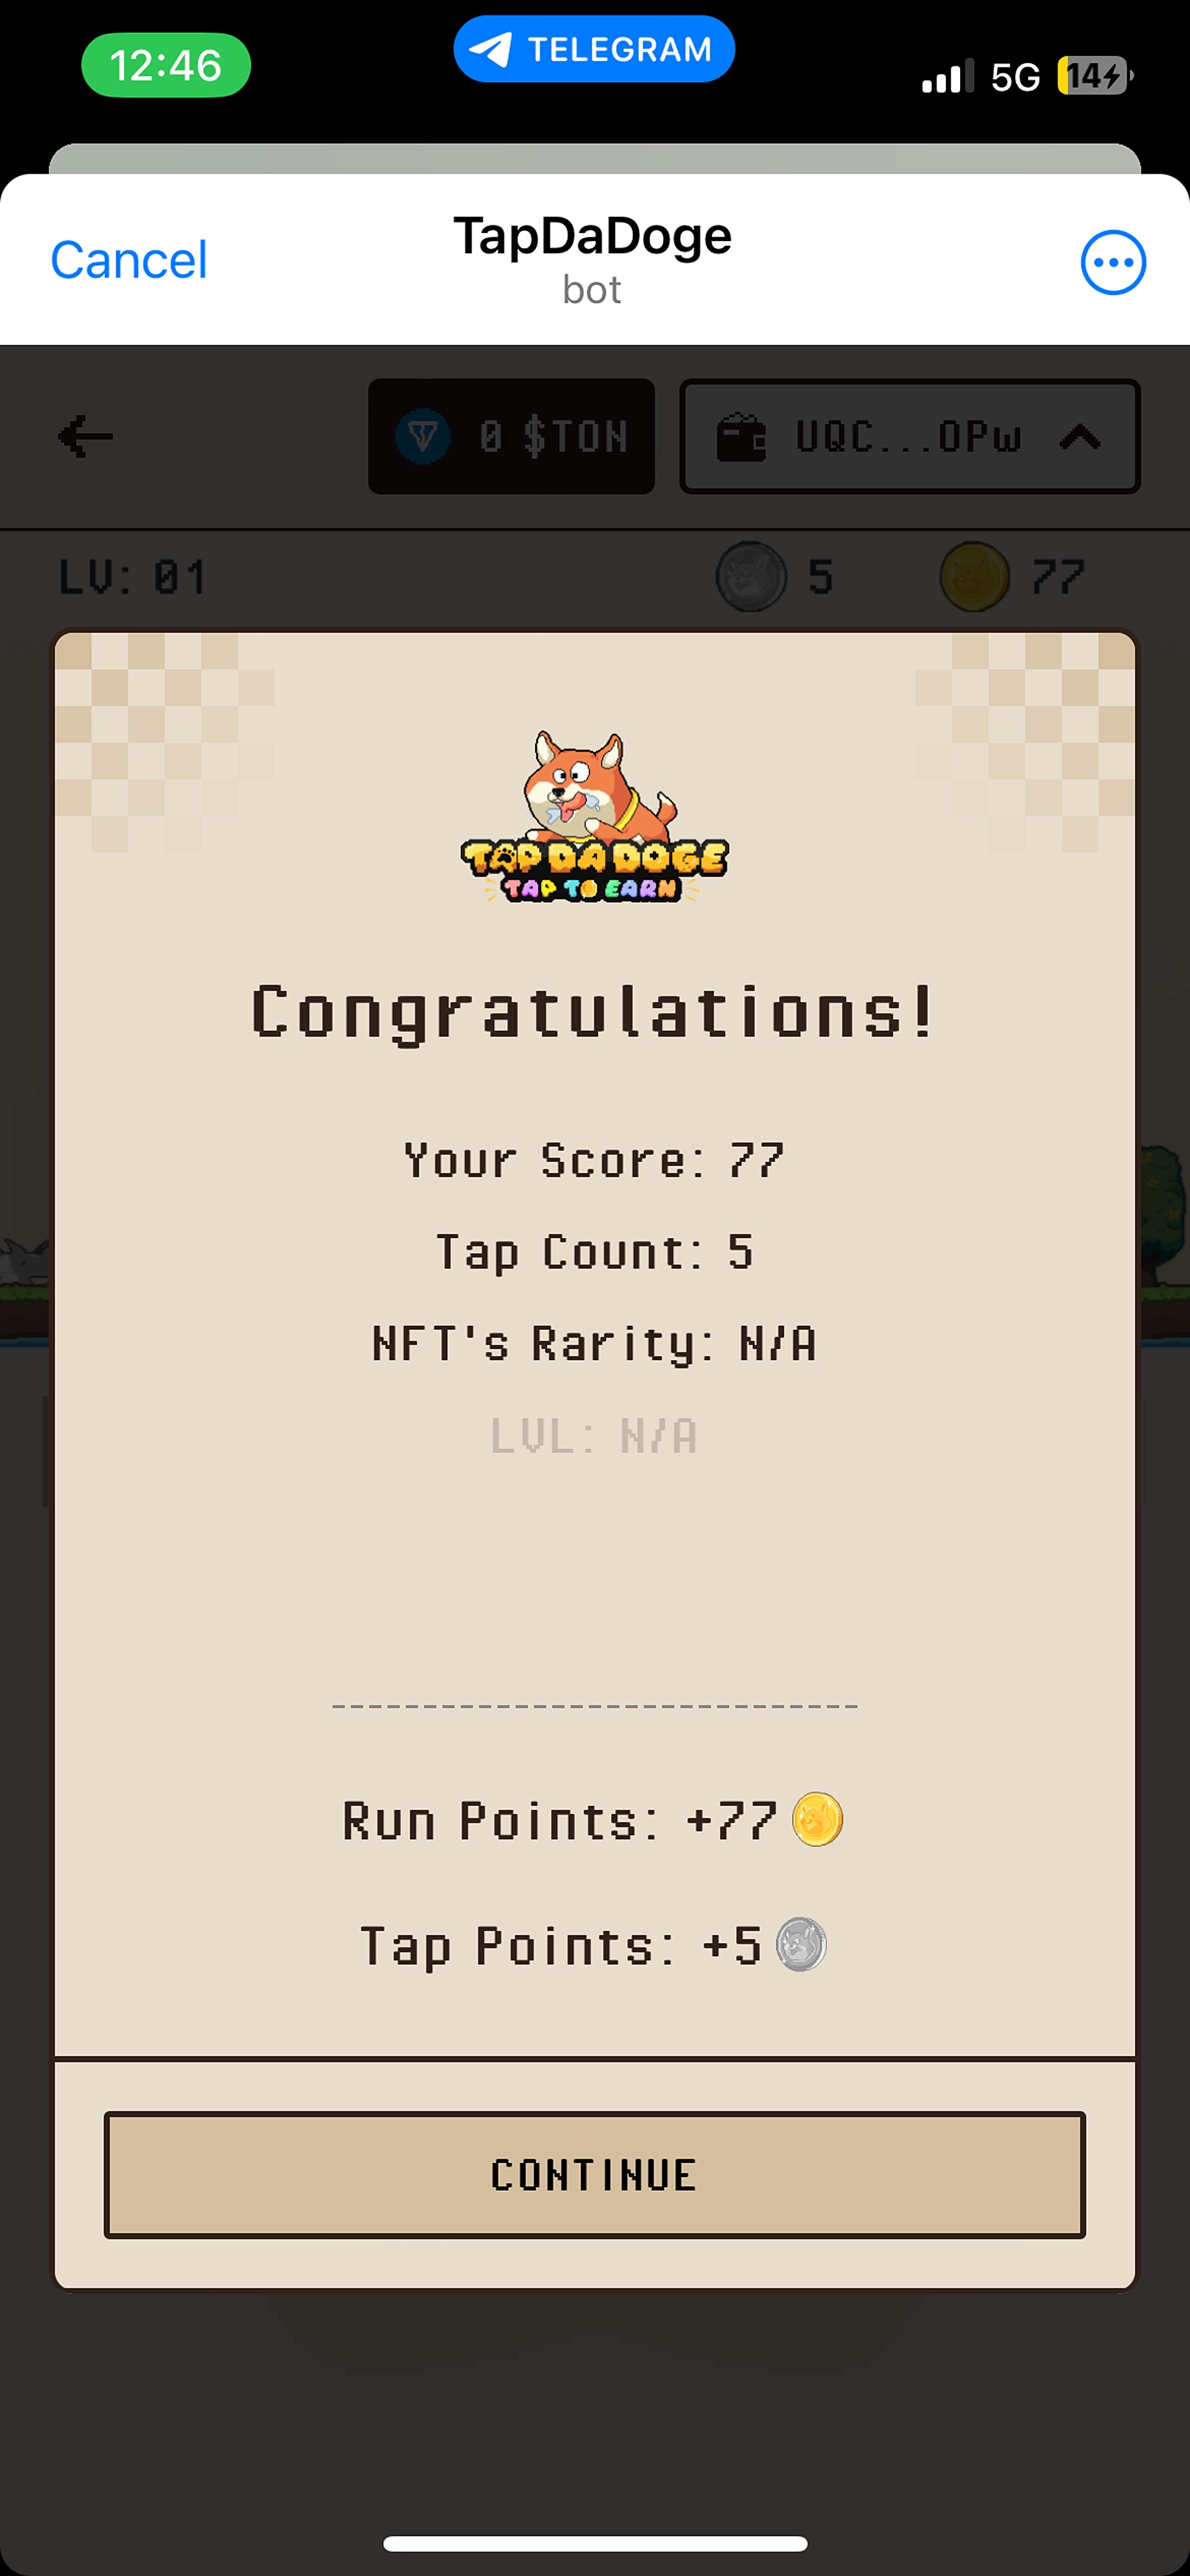 12:46
TELEGRAM
5G
14
Cancel
TapDaDoge
bot
0 $TON
UQC...OPw
LV: 01
5
77
TAP DA DOGE
TAP TO EARN
Congratulations!
Your Score: 77
Tap Count: 5
NFT's Rarity: N/A
LVL: N/A
Run Points: +77
Tap Points: +5
CONTINUE